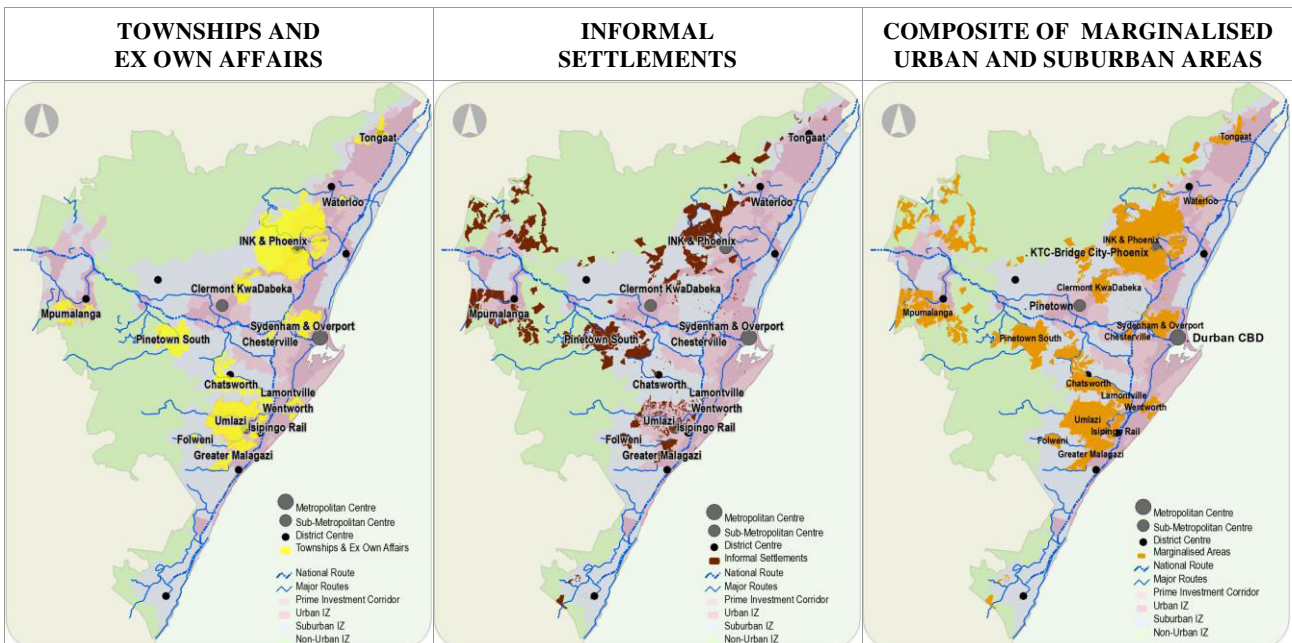 TOWNSHIPS AND
EX OWN AFFAIRS
Tongaat
Waterloo
INK & Phoenix
Clermont KwaDabeka
Mpumalanga
Sydenham & Overport
Pinetown South
Chesterville
Chatsworth
Lamontville
Wentworth
Umlazi
Isipingo Rail
Folweni
Greater Malagazi
Metropolitan Centre
Sub-Metropolitan Centre
District Centre
Townships & Ex Own Affairs
National Route
Major Routes
Prime Investment Corridor
Urban IZ
Suburban IZ
Non-Urban IZ
INFORMAL
SETTLEMENTS
Tongaat
Waterloo
INK & Phoenix
Clermont KwaDabeka
Mpumalanga
Sydenham & Overport
Pinetown South
Chesterville
Chatsworth
Lamontville
Wentworth
Umlazi
Isipingo Rail
Folweni
Greater Malagazi
Metropolitan Centre
Sub-Metropolitan Centre
District Centre
Informal Settlements
National Route
Major Routes
Prime Investment Corridor
Urban IZ
Suburban IZ
Non-Urban IZ
COMPOSITE OF MARGINALISED
URBAN AND SUBURBAN AREAS
Tongaat
Waterloo
INK & Phoenix
. KTC-Bridge City-Phoenix
Clermont KwaDabeka
Pinetown
Mpumalanga
Sydenham & Overport
Pinetown South
Chesterville
. Durban CBD
Chatsworth
Lamontville
Wentworth
Umlazi
Isipingo Rail
Folweni
Greater Malagazi
Metropolitan Centre
Sub-Metropolitan Centre
District Centre
Marginalised Areas
National Route
Major Routes
Prime Investment Corridor
Urban IZ
Suburban IZ
Non-Urban IZ